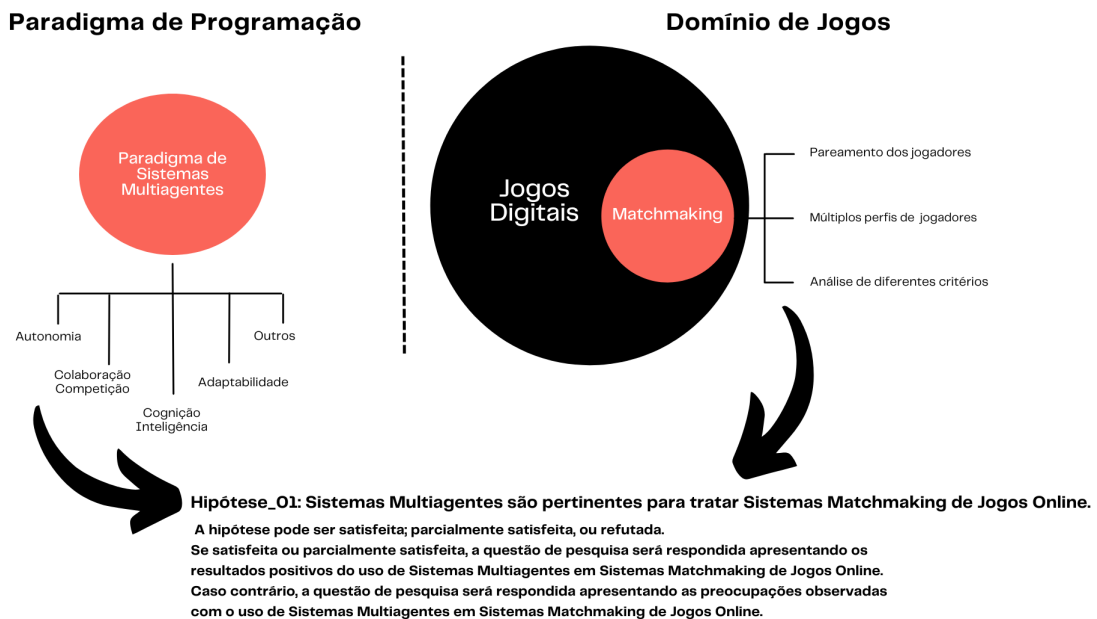 Paradigma de Programação
Domínio de Jogos
Paradigma de
Sistemas
Multiagentes
Autonomia
Colaboração
Competição
Cognição
Inteligência
Adaptabilidade
Outros
Jogos
Digitais
Matchmaking
Pareamento dos jogadores
Múltiplos perfis de jogadores
Análise de diferentes critérios
Hipótese_01: Sistemas Multiagentes são pertinentes para tratar Sistemas Matchmaking de Jogos Online.
A hipótese pode ser satisfeita; parcialmente satisfeita, ou refutada.
Se satisfeita ou parcialmente satisfeita, a questão de pesquisa será respondida apresentando os
resultados positivos do uso de Sistemas Multiagentes em Sistemas Matchmaking de Jogos Online.
Caso contrário, a questão de pesquisa será respondida apresentando as preocupações observadas
com o uso de Sistemas Multiagentes em Sistemas Matchmaking de Jogos Online.